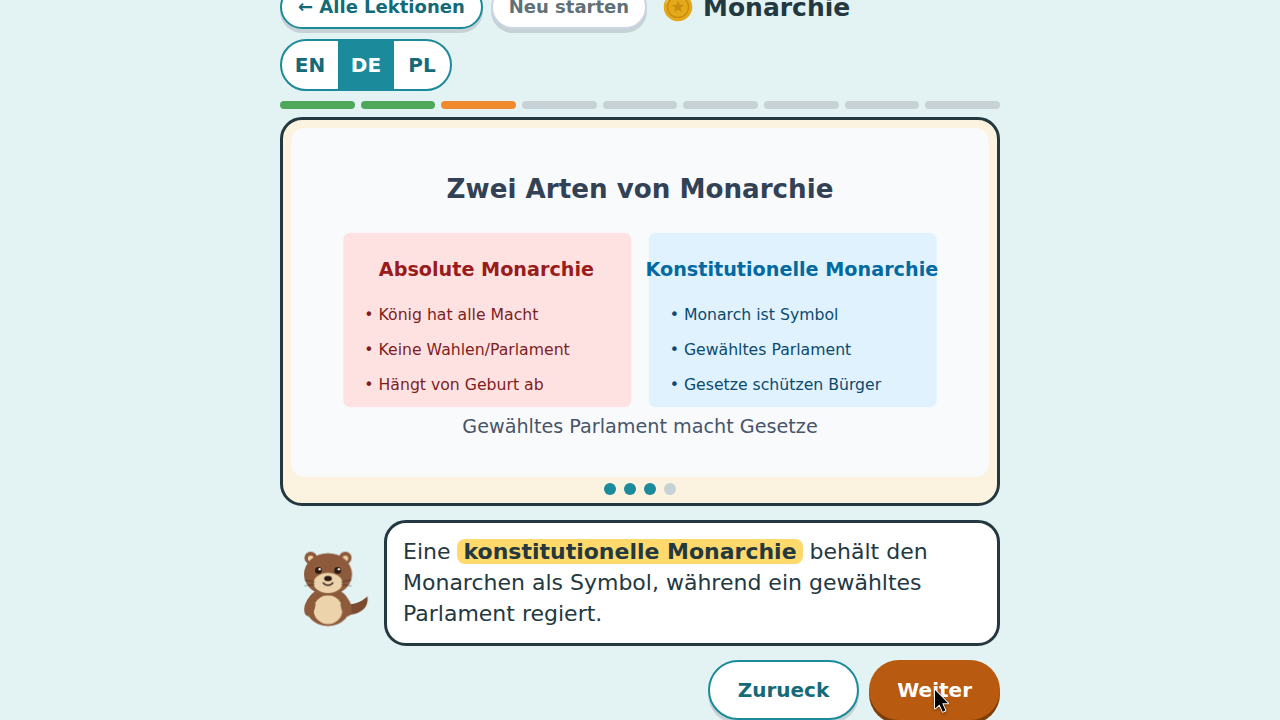 ← Alle Lektionen
Neu starten
Monarchie
EN DE PL
Zwei Arten von Monarchie
Absolute Monarchie
• König hat alle Macht
• Keine Wahlen/Parlament
• Hängt von Geburt ab
Konstitutionelle Monarchie
• Monarch ist Symbol
• Gewähltes Parlament
• Gesetze schützen Bürger
Gewähltes Parlament macht Gesetze
Eine konstitutionelle Monarchie behält den
Monarchen als Symbol, während ein gewähltes
Parlament regiert.
Zurueck
Weiter